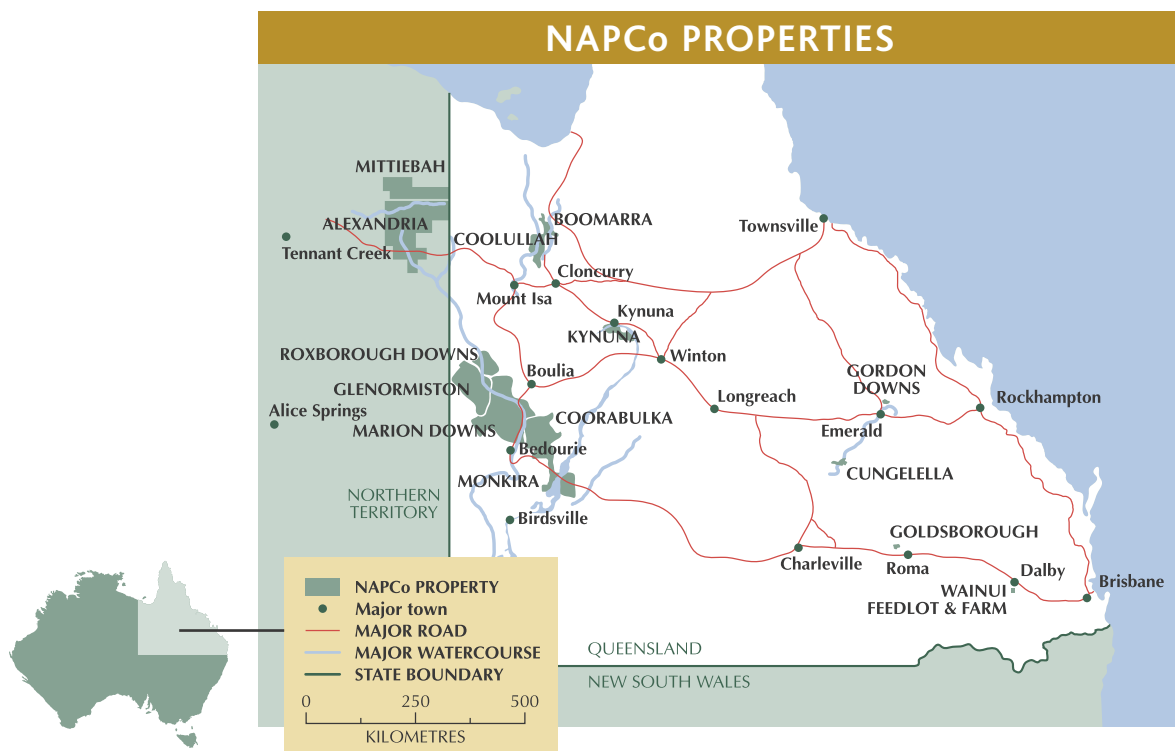 NAPCo PROPERTIES
MITTIEBAH
ALEXANDRIA
Tennant Creek
COOLULLAH
BOOMARRA
Townsville
Cloncurry
Mount Isa
Kynuna
KYNUNA
Winton
ROXBOROUGH DOWNS
GLENORMISTON
Boulia
Alice Springs
MARION DOWNS
COORABULKA
Longreach
GORDON
DOWNS
Rockhampton
Emerald
Bedourie
MONKIRA
CUNGELELLA
NORTHERN
TERRITORY
Birdsville
GOLDSBOROUGH
Charleville
Roma
Dalby
WAINUI
FEEDLOT & FARM
Brisbane
NAPCo PROPERTY
Major town
MAJOR ROAD
MAJOR WATERCOURSE
STATE BOUNDARY
0 250 500
KILOMETRES
QUEENSLAND
NEW SOUTH WALES